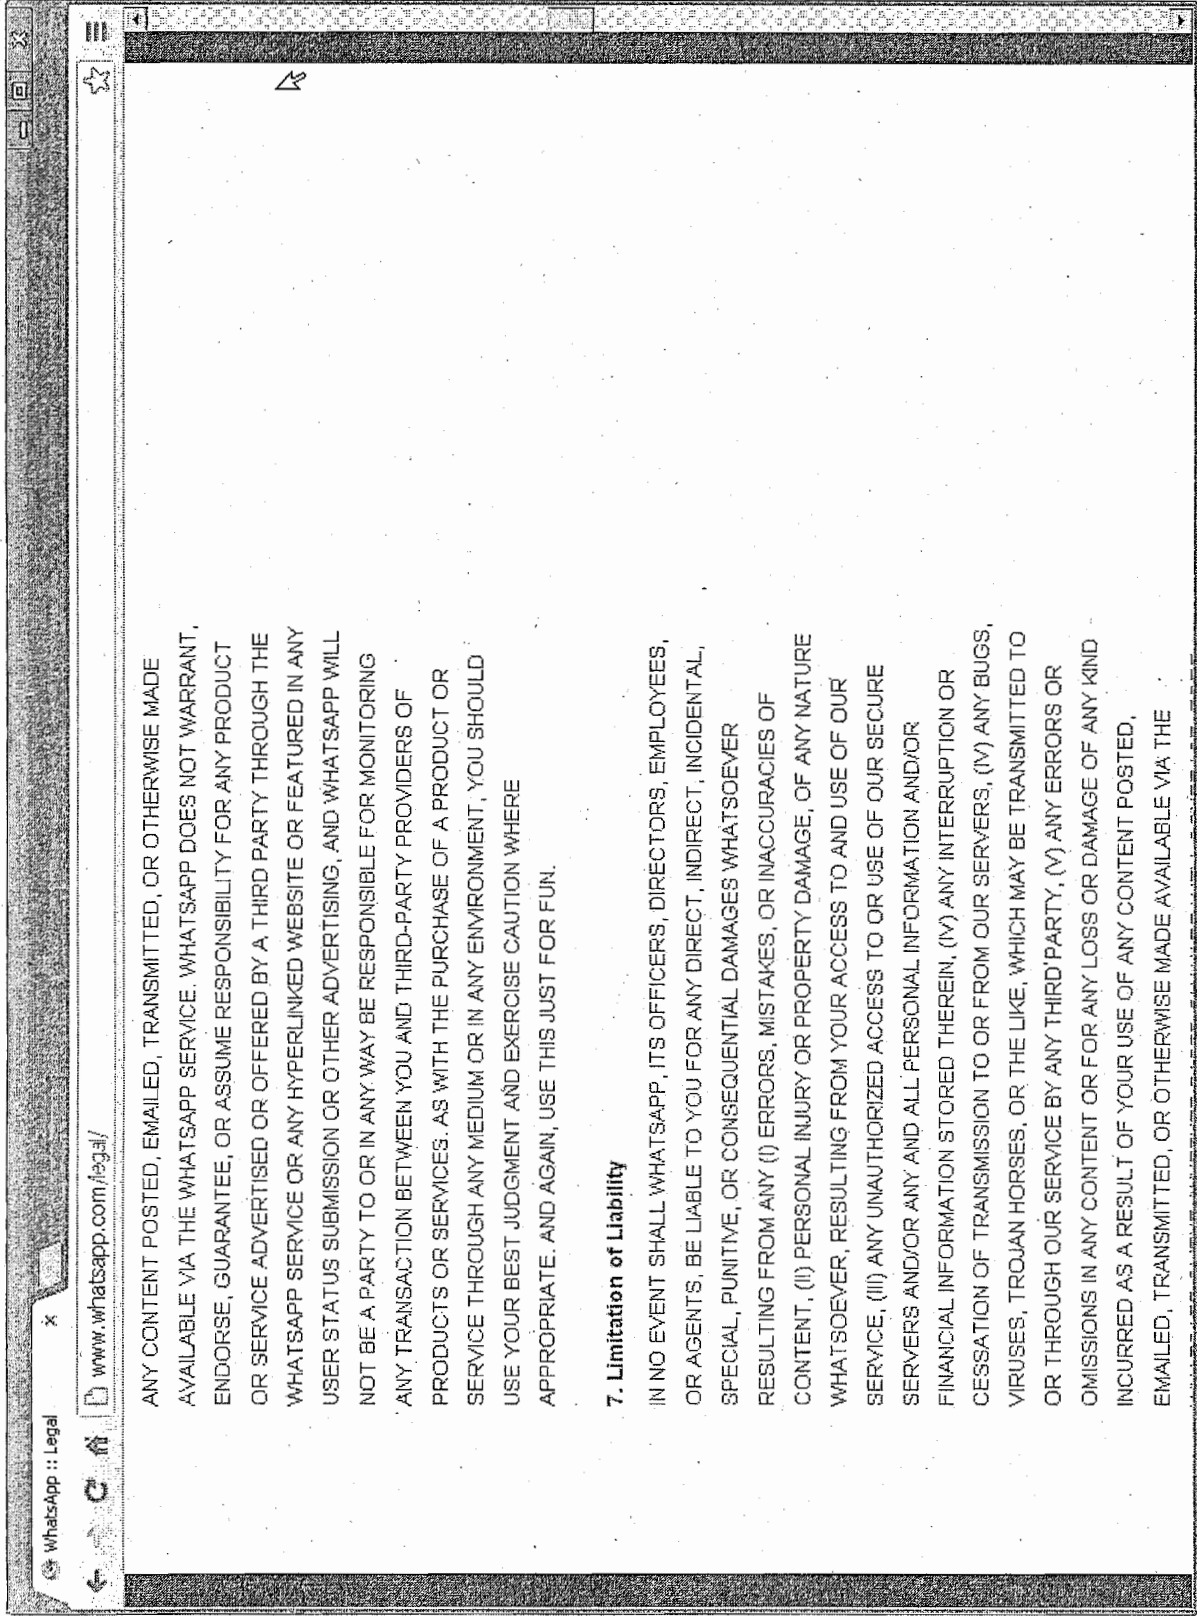 WhatsApp :: Legal
www.whatsapp.com/legal/
ANY CONTENT POSTED, EMAILED, TRANSMITTED, OR OTHERWISE MADE
AVAILABLE VIA THE WHATSAPP SERVICE. WHATSAPP DOES NOT WARRANT,
ENDORSE, GUARANTEE, OR ASSUME RESPONSIBILITY FOR ANY PRODUCT
OR SERVICE ADVERTISED OR OFFERED BY A THIRD PARTY THROUGH THE
WHATSAPP SERVICE OR ANY HYPERLINKED WEBSITE OR FEATURED IN ANY
USER STATUS SUBMISSION OR OTHER ADVERTISING, AND WHATSAPP WILL
NOT BE A PARTY TO OR IN ANY WAY BE RESPONSIBLE FOR MONITORING
ANY TRANSACTION BETWEEN YOU AND THIRD-PARTY PROVIDERS OF
PRODUCTS OR SERVICES. AS WITH THE PURCHASE OF A PRODUCT OR
SERVICE THROUGH ANY MEDIUM OR IN ANY ENVIRONMENT, YOU SHOULD
USE YOUR BEST JUDGMENT AND EXERCISE CAUTION WHERE
APPROPRIATE. AND AGAIN, USE THIS JUST FOR FUN.
7. Limitation of Liability
IN NO EVENT SHALL WHATSAPP, ITS OFFICERS, DIRECTORS, EMPLOYEES,
OR AGENTS, BE LIABLE TO YOU FOR ANY DIRECT, INDIRECT, INCIDENTAL,
SPECIAL, PUNITIVE, OR CONSEQUENTIAL DAMAGES WHATSOEVER
RESULTING FROM ANY (I) ERRORS, MISTAKES, OR INACCURACIES OF
CONTENT, (II) PERSONAL INJURY OR PROPERTY DAMAGE, OF ANY NATURE
WHATSOEVER, RESULTING FROM YOUR ACCESS TO AND USE OF OUR
SERVICE, (III) ANY UNAUTHORIZED ACCESS TO OR USE OF OUR SECURE
SERVERS AND/OR ANY AND ALL PERSONAL INFORMATION AND/OR
FINANCIAL INFORMATION STORED THEREIN, (IV) ANY INTERRUPTION OR
CESSATION OF TRANSMISSION TO OR FROM OUR SERVERS, (IV) ANY BUGS,
VIRUSES, TROJAN HORSES, OR THE LIKE, WHICH MAY BE TRANSMITTED TO
OR THROUGH OUR SERVICE BY ANY THIRD PARTY, (V) ANY ERRORS OR
OMISSIONS IN ANY CONTENT OR FOR ANY LOSS OR DAMAGE OF ANY KIND
INCURRED AS A RESULT OF YOUR USE OF ANY CONTENT POSTED,
EMAILED, TRANSMITTED, OR OTHERWISE MADE AVAILABLE VIA THE